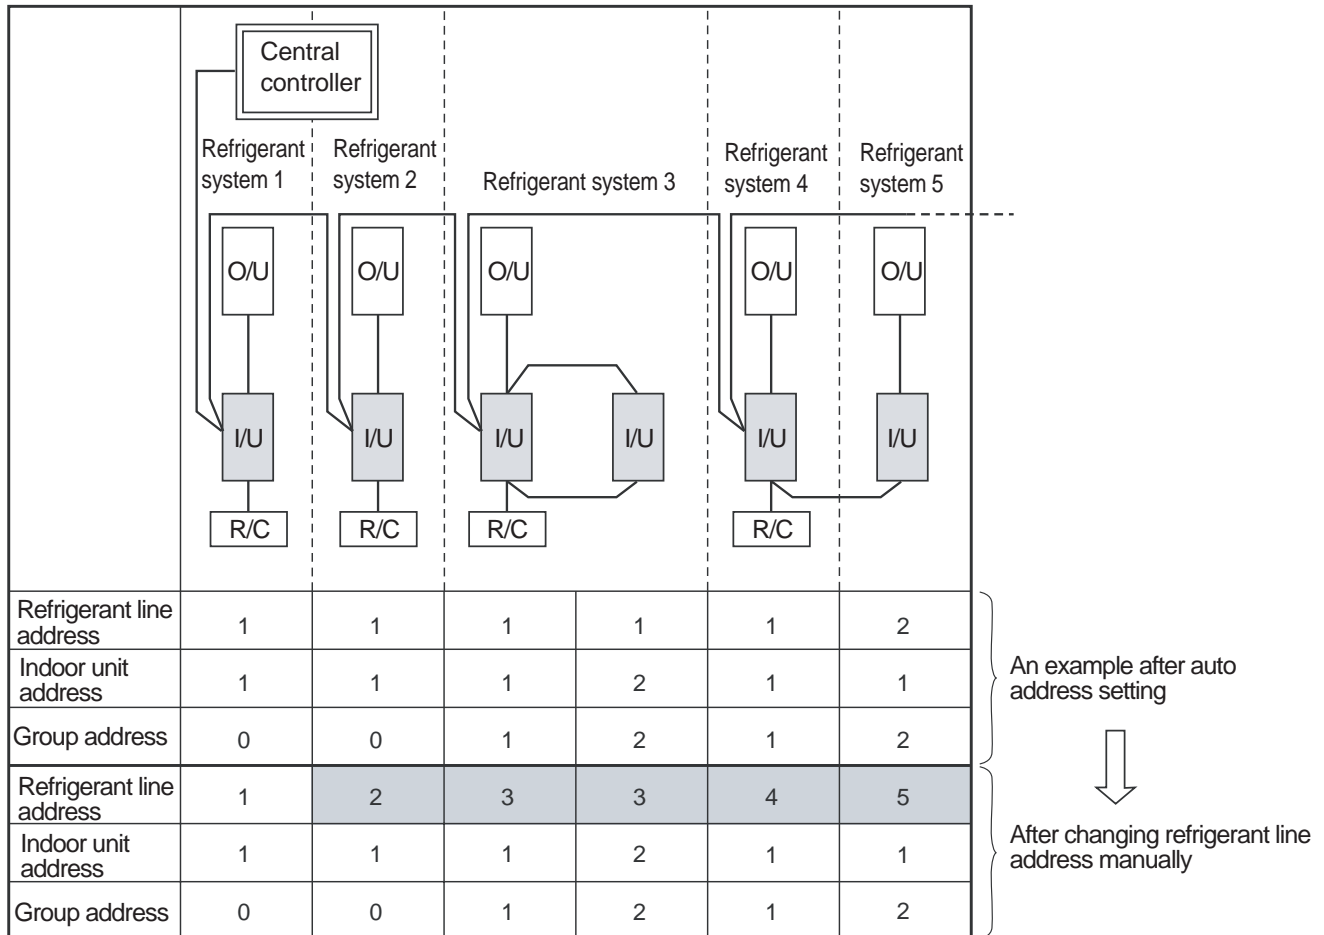 Central
controller
Refrigerant
system 1
Refrigerant
system 2
Refrigerant system 3
Refrigerant
system 4
Refrigerant
system 5
O/U O/U O/U O/U O/U
I/U I/U I/U I/U I/U I/U
R/C R/C R/C R/C
Refrigerant line
address
1 1 1 1 1 2
Indoor unit
address
1 1 1 2 1 1
Group address 0 0 1 2 1 2
An example after auto
address setting
Refrigerant line
address
1 2 3 3 4 5
Indoor unit
address
1 1 1 2 1 1
Group address 0 0 1 2 1 2
After changing refrigerant line
address manually